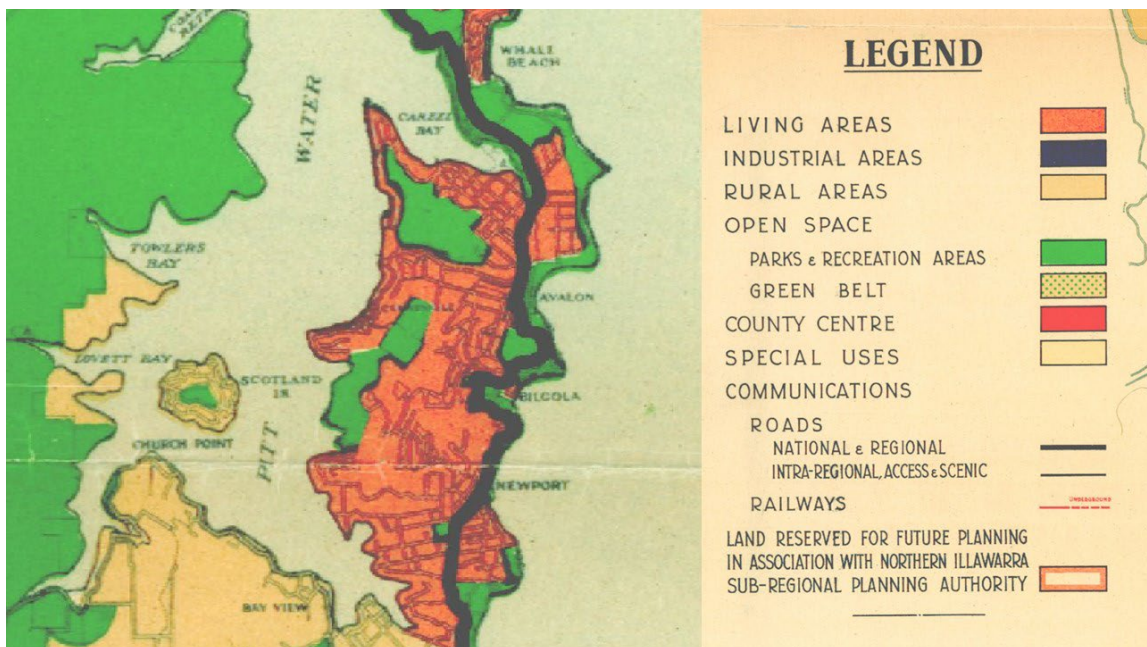 WHALE
BEACH
WATER
CAREEL
BAY
TOWLERS
BAY
AVALON
LOVETT BAY
SCOTLAND
IS.
BILGOLA
CHURCH POINT
PITT
NEWPORT
BAY VIEW
LEGEND
LIVING AREAS
INDUSTRIAL AREAS
RURAL AREAS
OPEN SPACE
PARKS & RECREATION AREAS
GREEN BELT
COUNTY CENTRE
SPECIAL USES
COMMUNICATIONS
ROADS
NATIONAL & REGIONAL
INTRA-REGIONAL, ACCESS & SCENIC
RAILWAYS
UNDERGROUND
LAND RESERVED FOR FUTURE PLANNING
IN ASSOCIATION WITH NORTHERN ILLAWARRA
SUB-REGIONAL PLANNING AUTHORITY